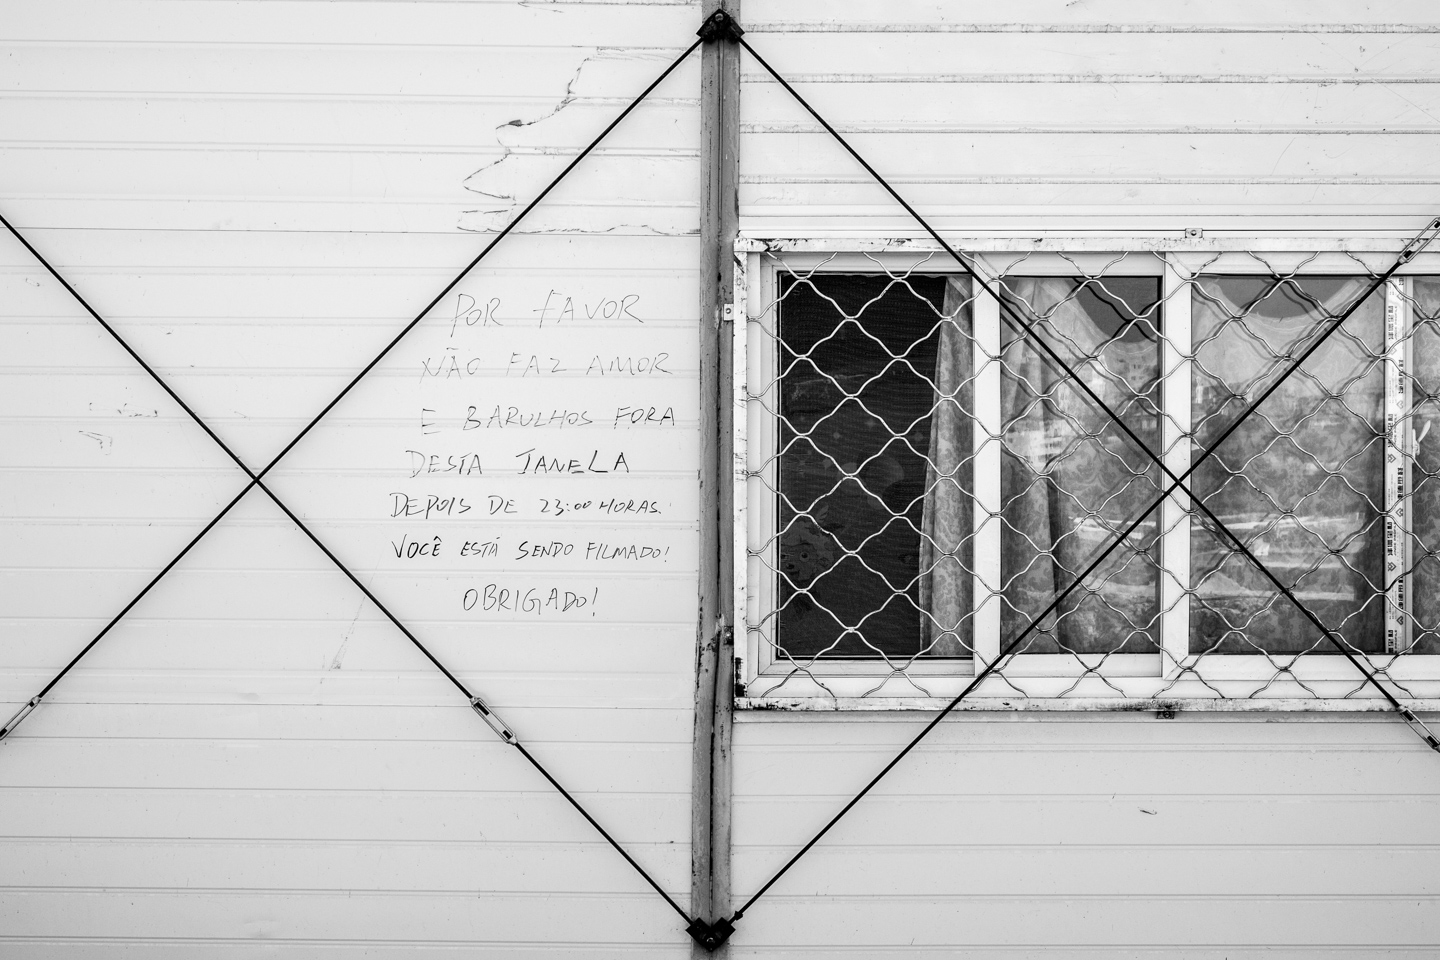 POR FAVOR
NÃO FAZ AMOR
E BARULHOS FORA
DESTA JANELA
DEPOIS DE 23:00 HORAS.
VOCÊ ESTÁ SENDO FILMADO!
OBRIGADO!